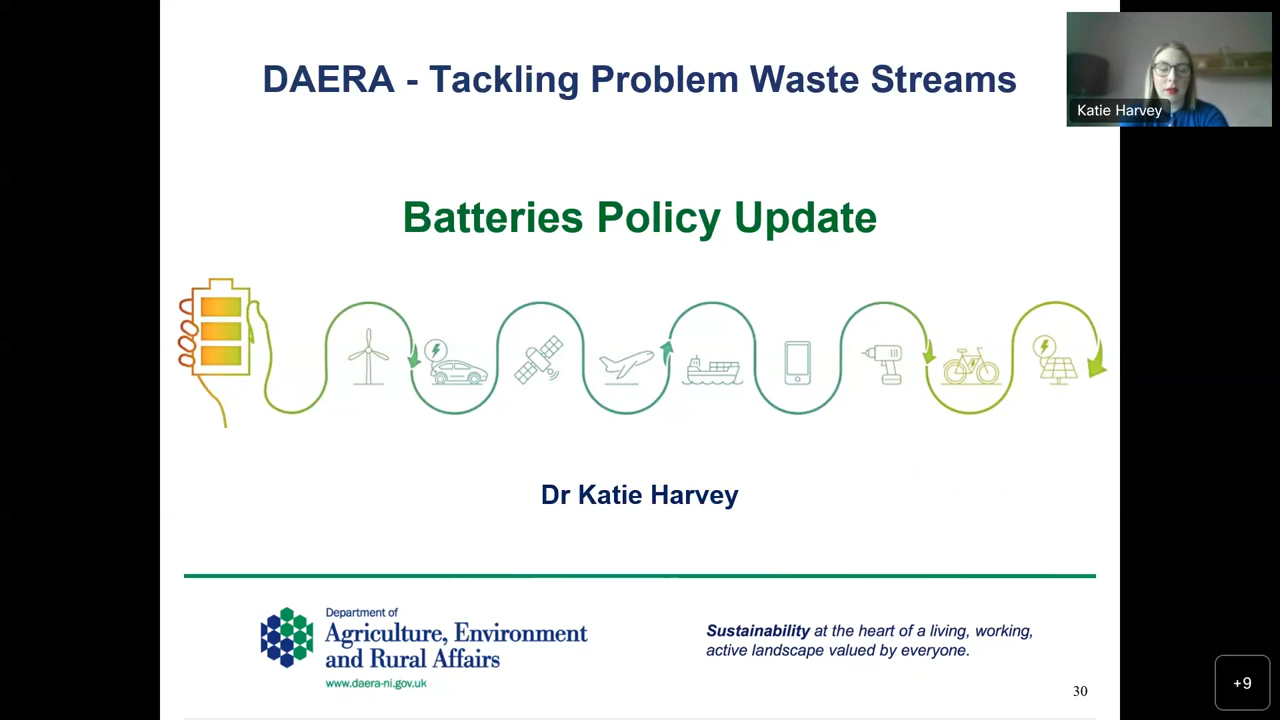 DAERA - Tackling Problem Waste Streams
Katie Harvey
Batteries Policy Update
Dr Katie Harvey
Department of
Agriculture, Environment
and Rural Affairs
www.daera-ni.gov.uk
Sustainability at the heart of a living, working,
active landscape valued by everyone.
30
+9